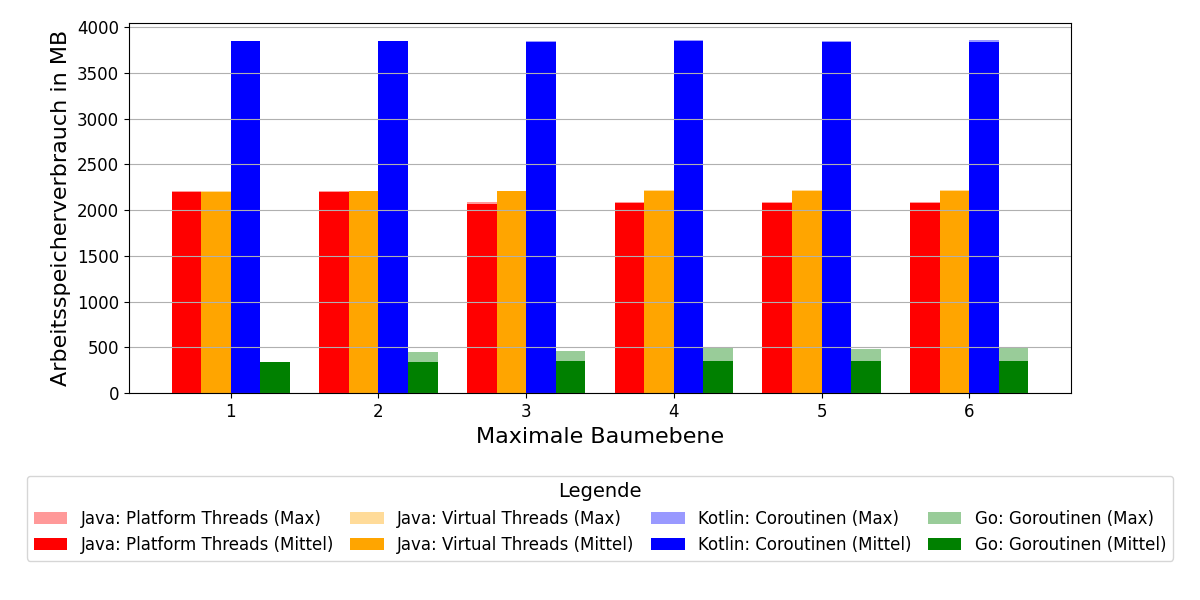 4000
3500
3000
2500
2000
1500
1000
500
0
Arbeitsspeicherverbrauch in MB
1 2 3 4 5 6
Maximale Baumebene
Legende
Java: Platform Threads (Max) Java: Virtual Threads (Max) Kotlin: Coroutinen (Max) Go: Goroutinen (Max)
Java: Platform Threads (Mittel) Java: Virtual Threads (Mittel) Kotlin: Coroutinen (Mittel) Go: Goroutinen (Mittel)